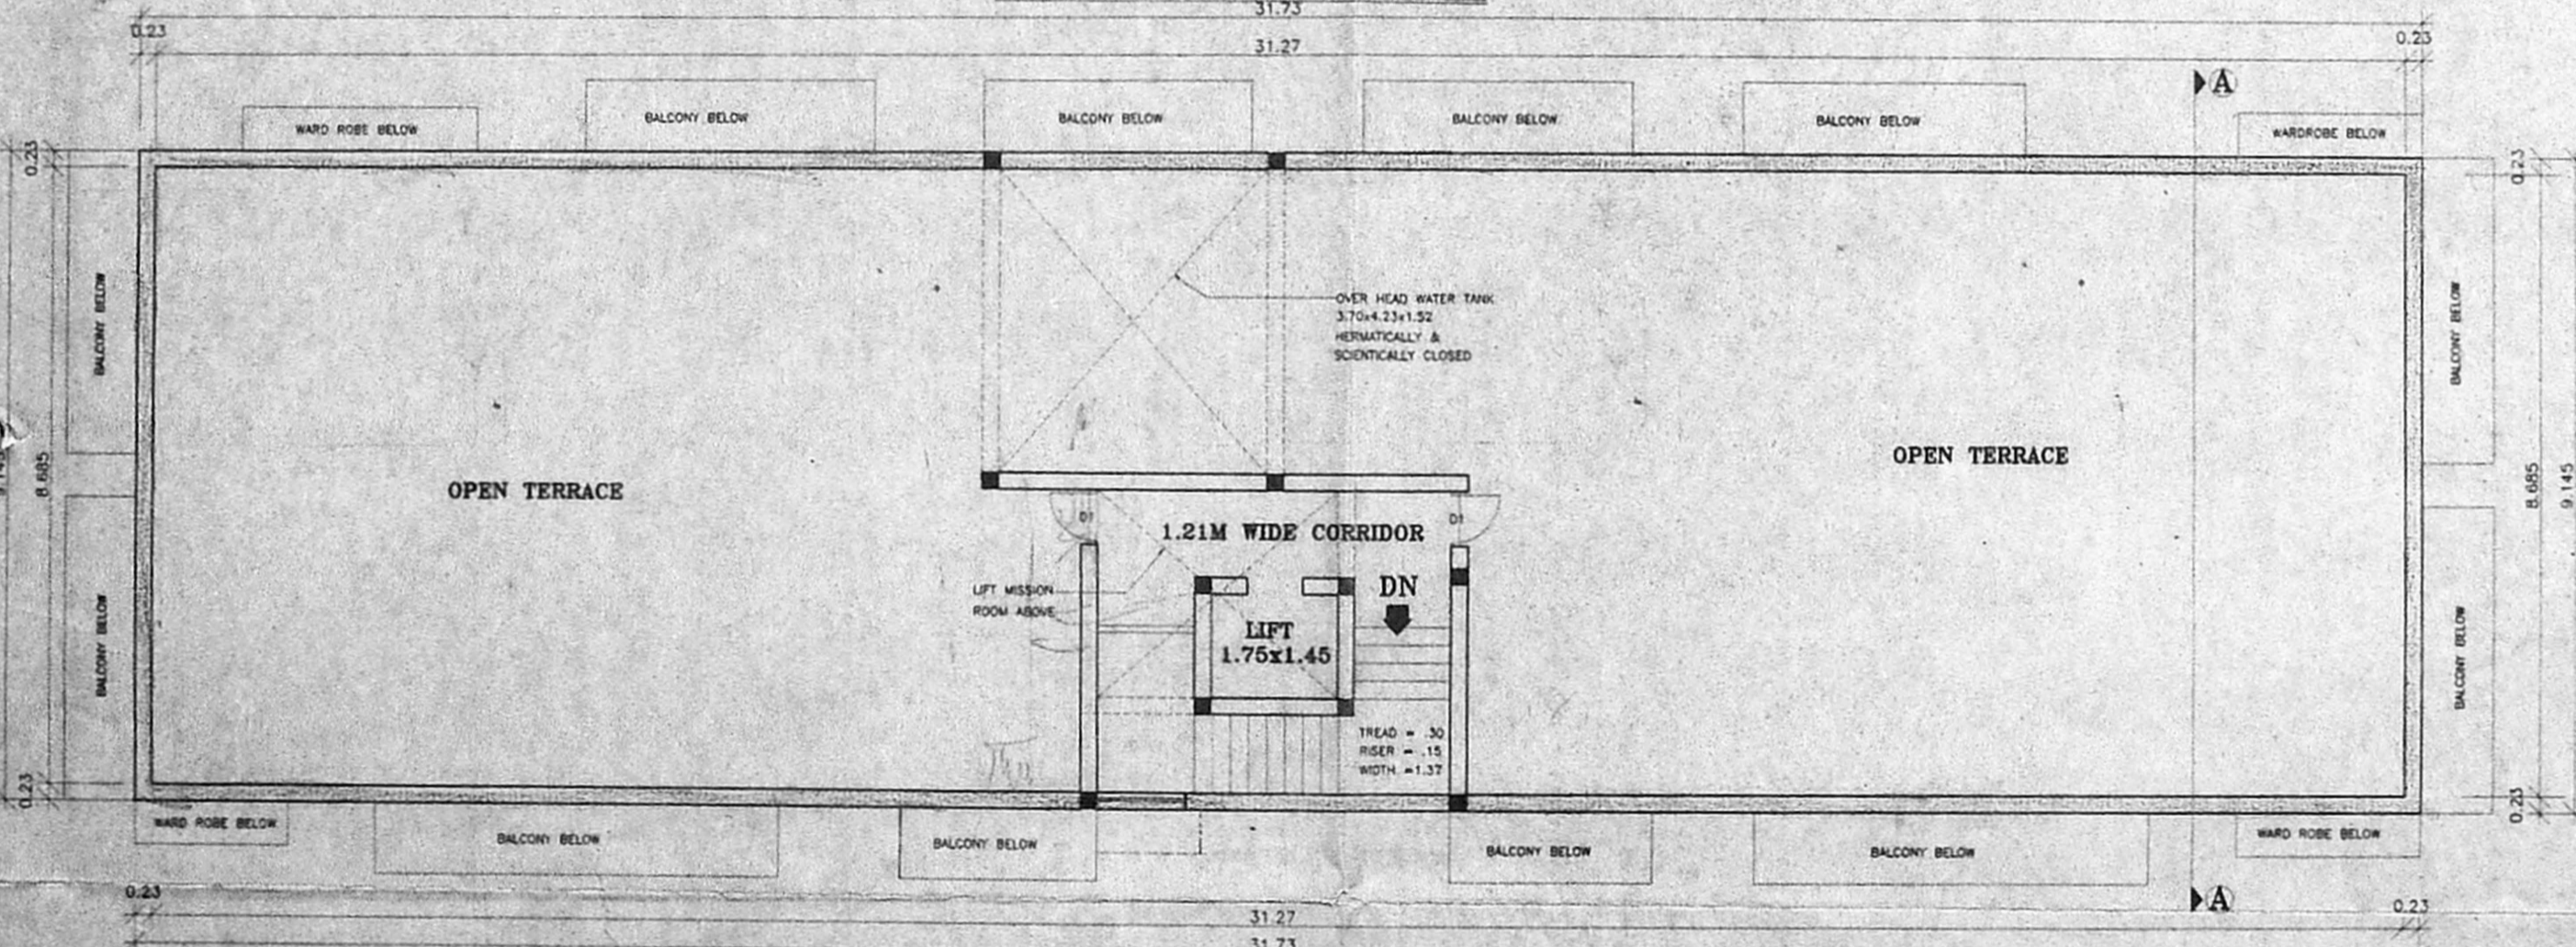 31.73
0.23
31.27
0.23
A
WARD ROBE BELOW
BALCONY BELOW
BALCONY BELOW
BALCONY BELOW
BALCONY BELOW
WARDROBE BELOW
0.23
0.23
BALCONY BELOW
BALCONY BELOW
OVER HEAD WATER TANK
3.70x4.23x1.52
HERMATICALLY &
SCIENTICALLY CLOSED
OPEN TERRACE
OPEN TERRACE
8.685
8.685
9.145
D1
D1
1.21M WIDE CORRIDOR
LIFT MISSION
ROOM ABOVE
DN
LIFT
1.75x1.45
BALCONY BELOW
BALCONY BELOW
TREAD = .30
RISER = .15
WIDTH =1.37
0.23
0.23
WARD ROBE BELOW
BALCONY BELOW
BALCONY BELOW
BALCONY BELOW
BALCONY BELOW
WARD ROBE BELOW
0.23
A
31.27
0.23
31.73